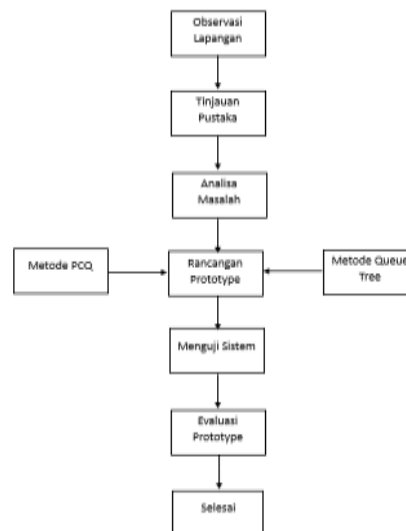 Observasi
Lapangan
Tinjauan
Pustaka
Analisa
Masalah
Metode PCQ
Rancangan
Prototype
Metode Queue
Tree
Menguji Sistem
Evaluasi
Prototype
Selesai